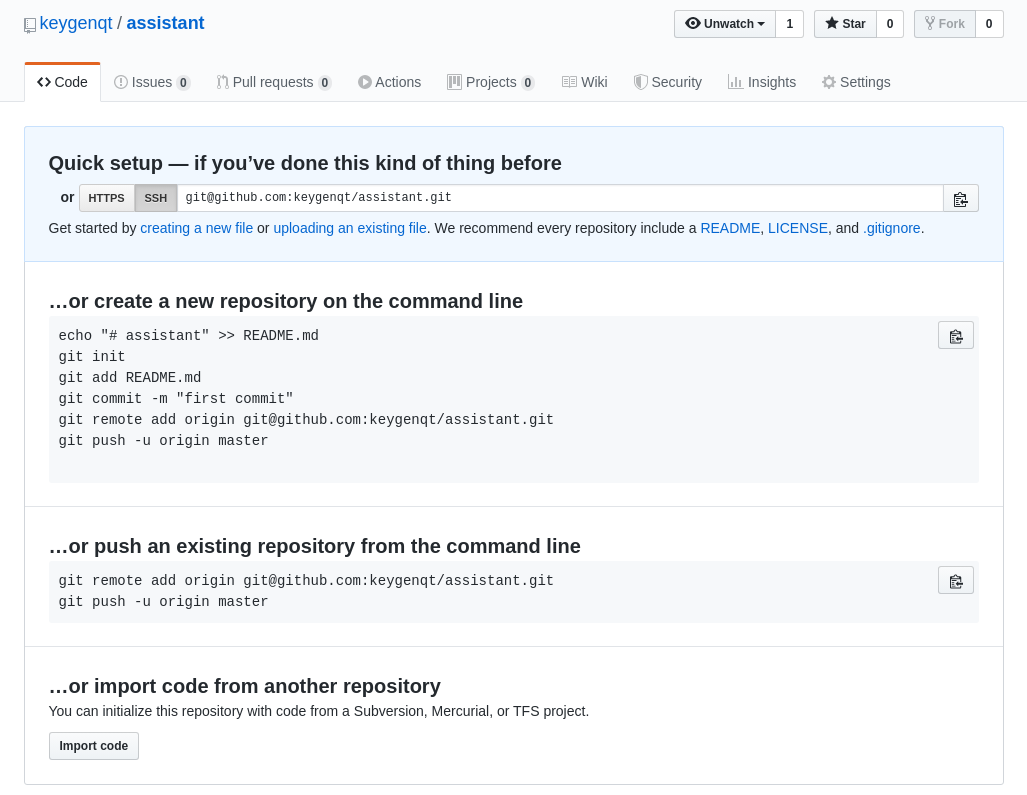 keygenqt / assistant
Unwatch 1 Star 0 Fork 0
Code Issues 0 Pull requests 0 Actions Projects 0 Wiki Security Insights Settings
Quick setup — if you’ve done this kind of thing before
or HTTPS SSH git@github.com:keygenqt/assistant.git
Get started by creating a new file or uploading an existing file. We recommend every repository include a README, LICENSE, and .gitignore.
…or create a new repository on the command line
echo "# assistant" >> README.md
git init
git add README.md
git commit -m "first commit"
git remote add origin git@github.com:keygenqt/assistant.git
git push -u origin master
…or push an existing repository from the command line
git remote add origin git@github.com:keygenqt/assistant.git
git push -u origin master
…or import code from another repository
You can initialize this repository with code from a Subversion, Mercurial, or TFS project.
Import code